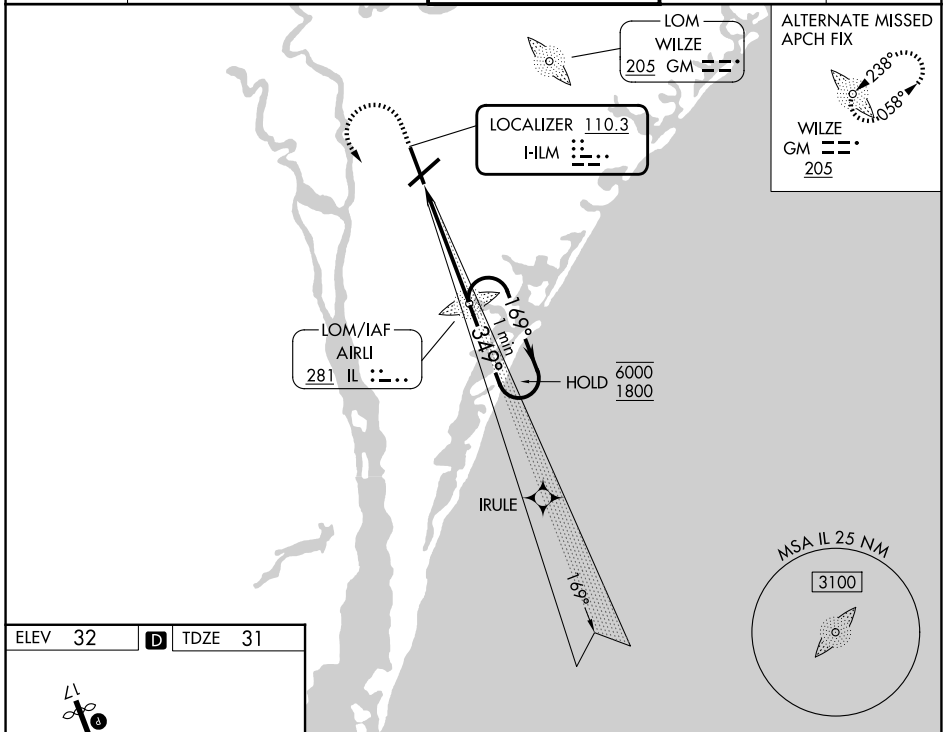 LOM
WILZE
205 GM
ALTERNATE MISSED
APCH FIX
238°
058°
WILZE
GM
205
LOCALIZER 110.3
I-ILM
LOM/IAF
AIRLI
281 IL
169°
1 min
349°
HOLD 6000
1800
IRULE
169°
MSA IL 25 NM
3100
ELEV 32 D TDZE 31
17
P